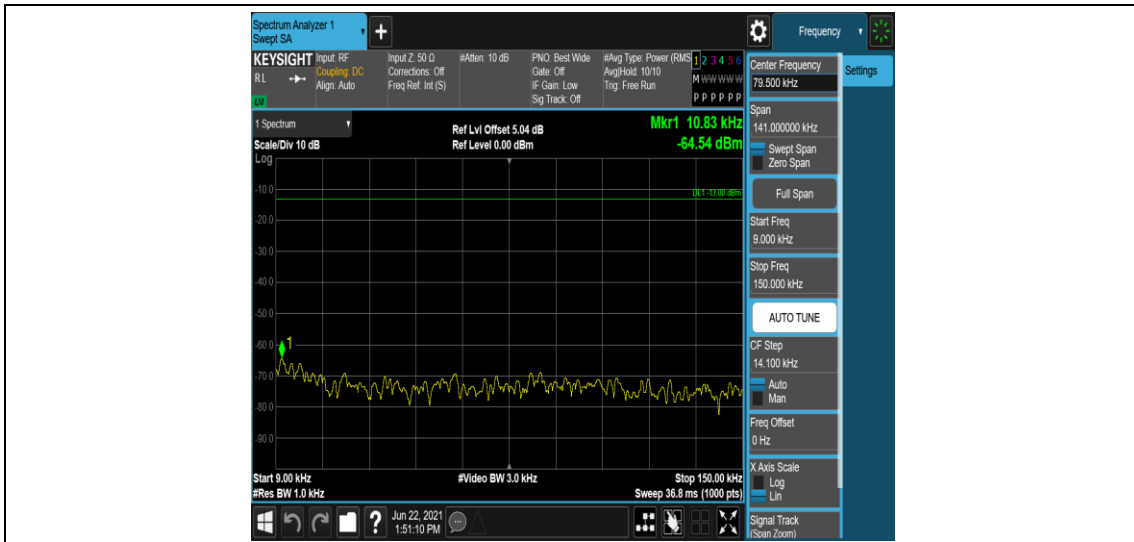 Spectrum Analyzer 1
Swept SA
+
Frequency
KEYSIGHT
RL
LXI
Input: RF
Coupling: DC
Align: Auto
Input Z: 50 Ω
Corrections: Off
Freq Ref: Int (S)
#Atten: 10 dB
PNO: Best Wide
Gate: Off
IF Gain: Low
Sig Track: Off
#Avg Type: Power (RMS
Avg|Hold: 10/10
Trig: Free Run
1 2 3 4 5 6
M W W W W W
P P P P P P
Center Frequency
79.500 kHz
Settings
Span
141.000000 kHz
Swept Span
Zero Span
Full Span
Start Freq
9.000 kHz
Stop Freq
150.000 kHz
AUTO TUNE
CF Step
14.100 kHz
Auto
Man
Freq Offset
0 Hz
X Axis Scale
Log
Lin
Signal Track
(Span Zoom)
1 Spectrum
Scale/Div 10 dB
Log
Ref Lvl Offset 5.04 dB
Ref Level 0.00 dBm
Mkr1 10.83 kHz
-64.54 dBm
DL1 -13.00 dBm
-10.0
-20.0
-30.0
-40.0
-50.0
-60.0
1
-70.0
-80.0
-90.0
Start 9.00 kHz
#Res BW 1.0 kHz
#Video BW 3.0 kHz
Stop 150.00 kHz
Sweep 36.8 ms (1000 pts)
?
Jun 22, 2021
1:51:10 PM